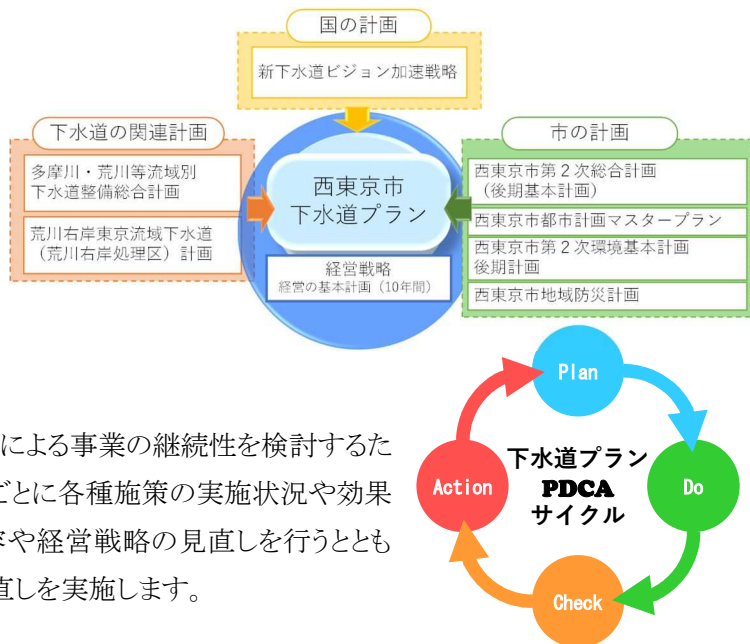 国の計画
新下水道ビジョン加速戦略
下水道の関連計画
多摩川・荒川等流域別
下水道整備総合計画
荒川右岸東京流域下水道
（荒川右岸処理区）計画
西東京市
下水道プラン
経営戦略
経営の基本計画（10年間）
市の計画
西東京市第２次総合計画
（後期基本計画）
西東京市都市計画マスタープラン
西東京市第２次環境基本計画
後期計画
西東京市地域防災計画
による事業の継続性を検討するた
ごとに各種施策の実施状況や効果
や経営戦略の見直しを行うととも
直しを実施します。
Plan
Do
Check
Action
下水道プラン
PDCA
サイクル